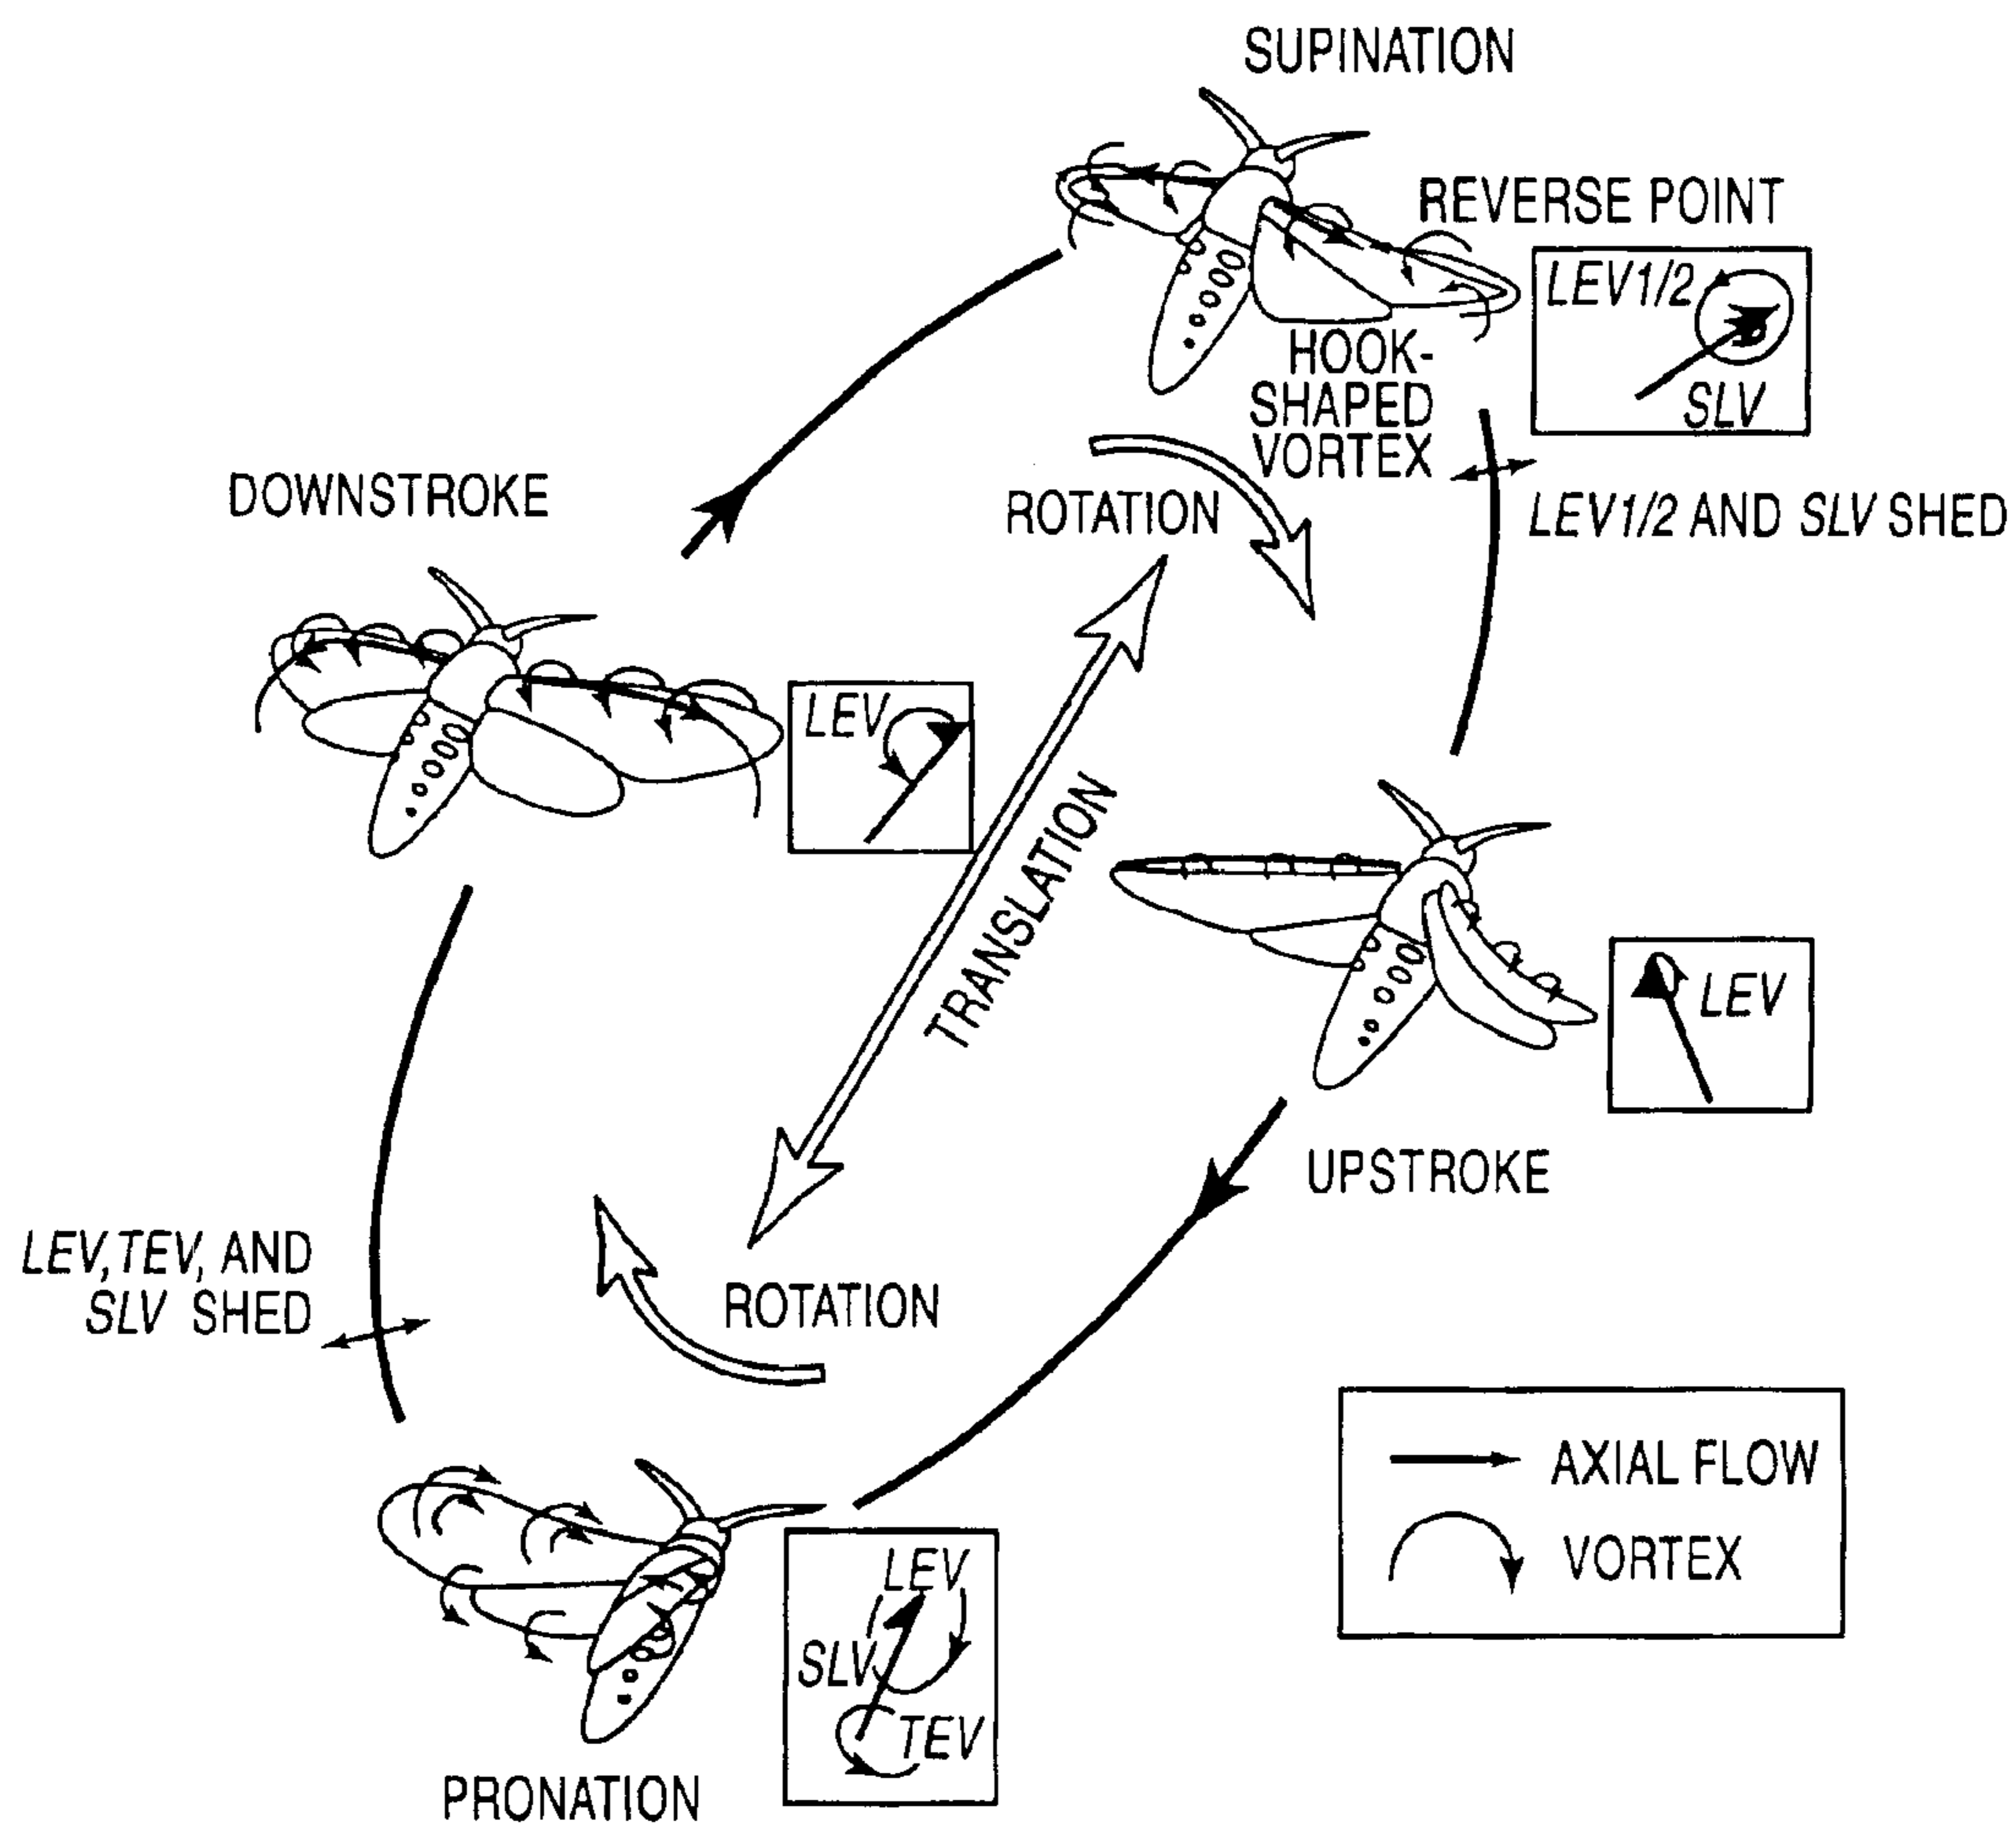 SUPINATION
REVERSE POINT
LEV1/2
SLV
HOOK-
SHAPED
VORTEX
ROTATION
LEV1/2 AND SLV SHED
DOWNSTROKE
LEV
TRANSLATION
LEV
UPSTROKE
LEV, TEV, AND
SLV SHED
ROTATION
LEV
SLV
TEV
PRONATION
AXIAL FLOW
VORTEX